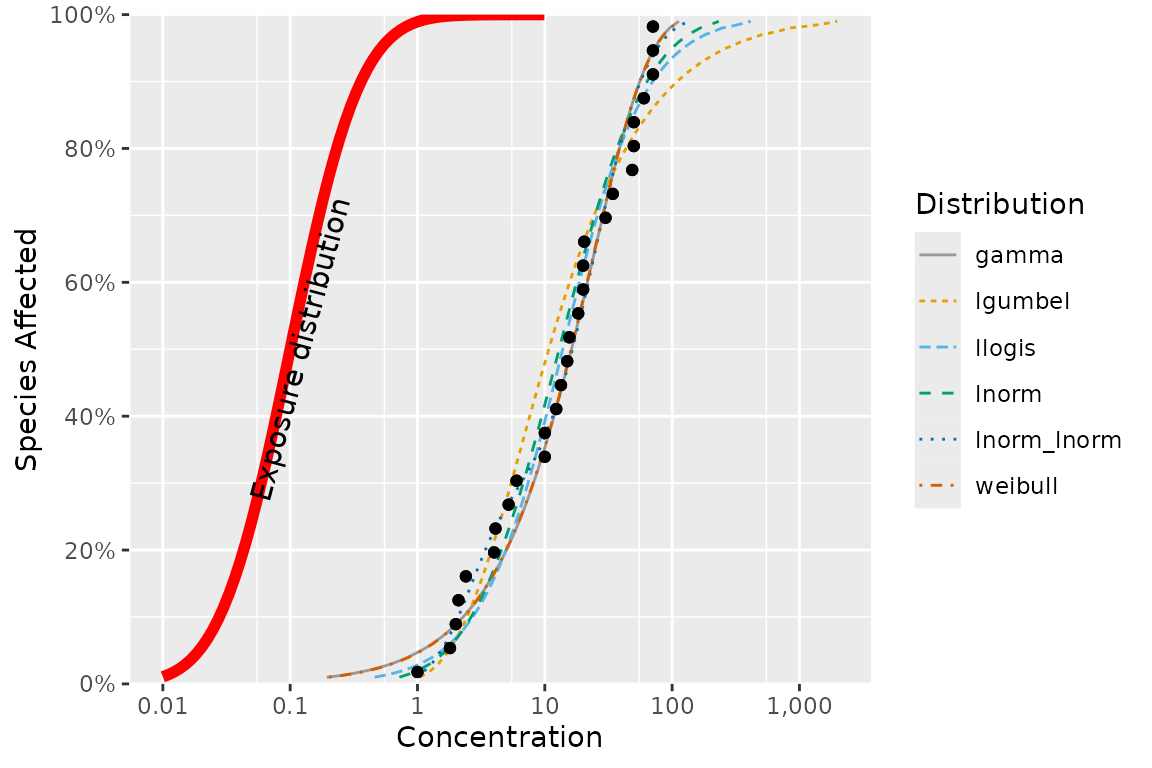 100%
80%
60%
40%
20%
0%
Species Affected
Exposure distribution
0.01
0.1
1
10
100
1,000
Concentration
Distribution
gamma
lgumbel
llogis
lnorm
lnorm_lnorm
weibull